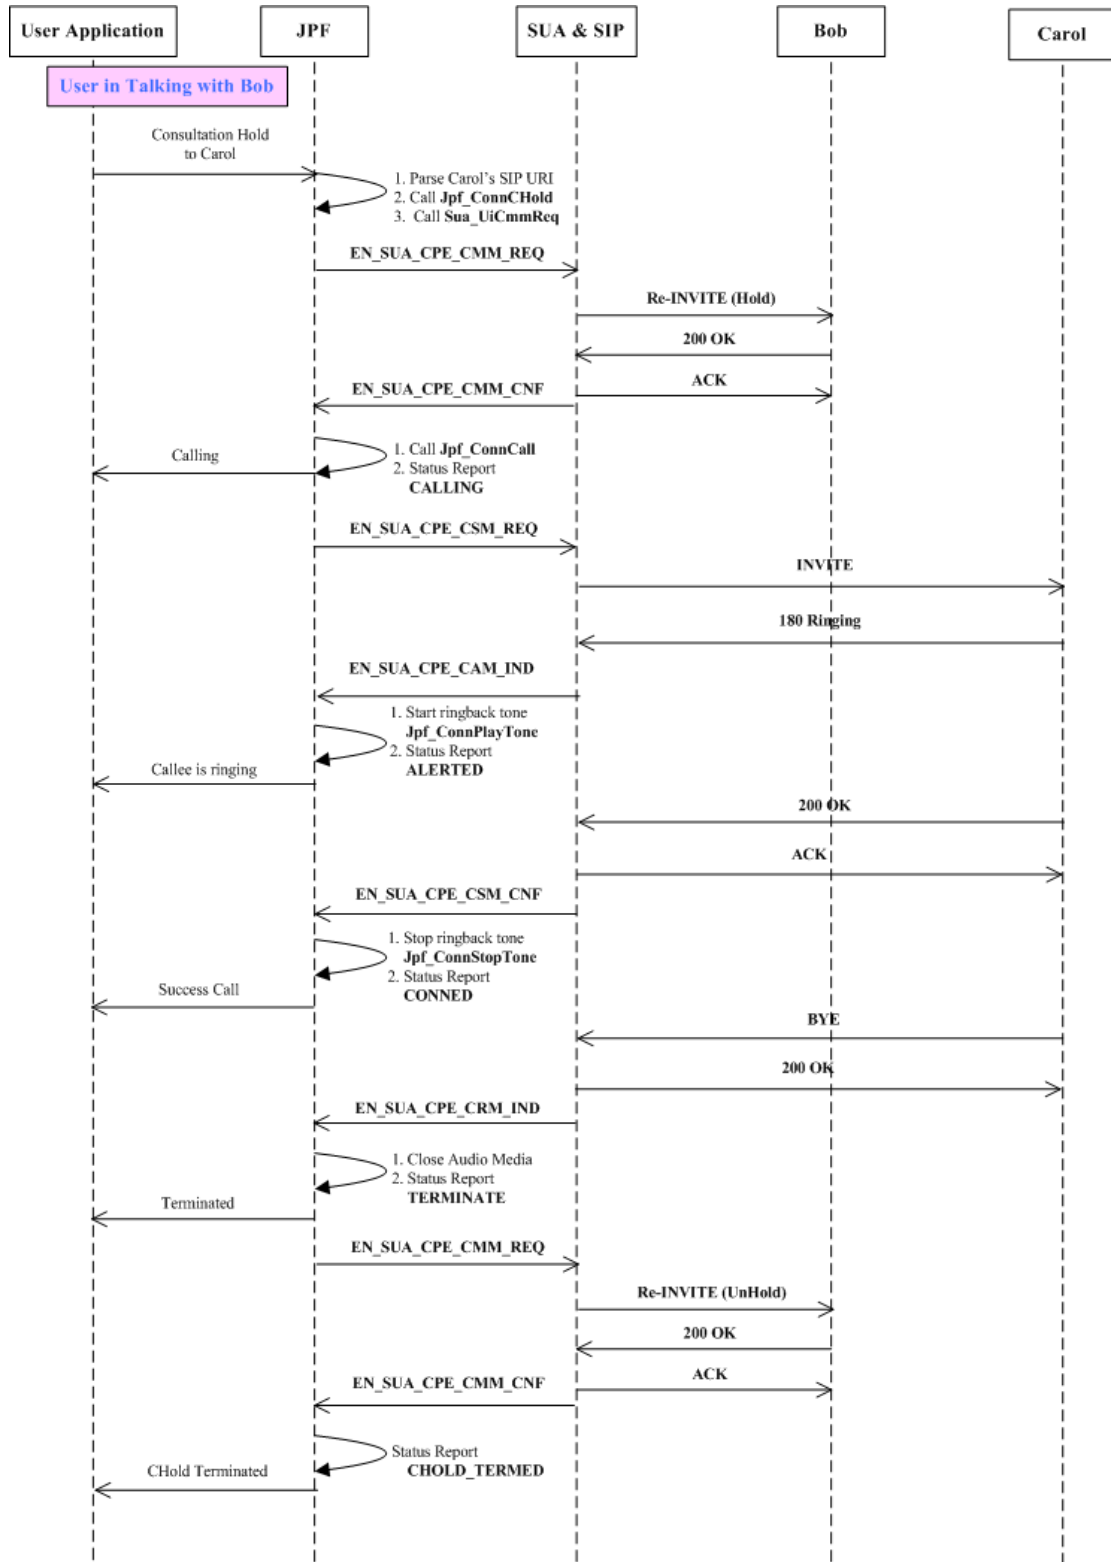 User Application
JPF
SUA & SIP
Bob
Carol
User in Talking with Bob
Consultation Hold
to Carol
1. Parse Carol's SIP URI
2. Call Jpf_ConnCHold
3. Call Sua_UiCmmReq
EN_SUA_CPE_CMM_REQ
Re-INVITE (Hold)
200 OK
ACK
EN_SUA_CPE_CMM_CNF
1. Call Jpf_ConnCall
2. Status Report
CALLING
Calling
EN_SUA_CPE_CSM_REQ
INVITE
180 Ringing
EN_SUA_CPE_CAM_IND
1. Start ringback tone
Jpf_ConnPlayTone
2. Status Report
ALERTED
Callee is ringing
200 OK
ACK
EN_SUA_CPE_CSM_CNF
1. Stop ringback tone
Jpf_ConnStopTone
2. Status Report
CONNED
Success Call
BYE
200 OK
EN_SUA_CPE_CRM_IND
1. Close Audio Media
2. Status Report
TERMINATE
Terminated
EN_SUA_CPE_CMM_REQ
Re-INVITE (UnHold)
200 OK
ACK
EN_SUA_CPE_CMM_CNF
Status Report
CHOLD_TERMED
CHold Terminated